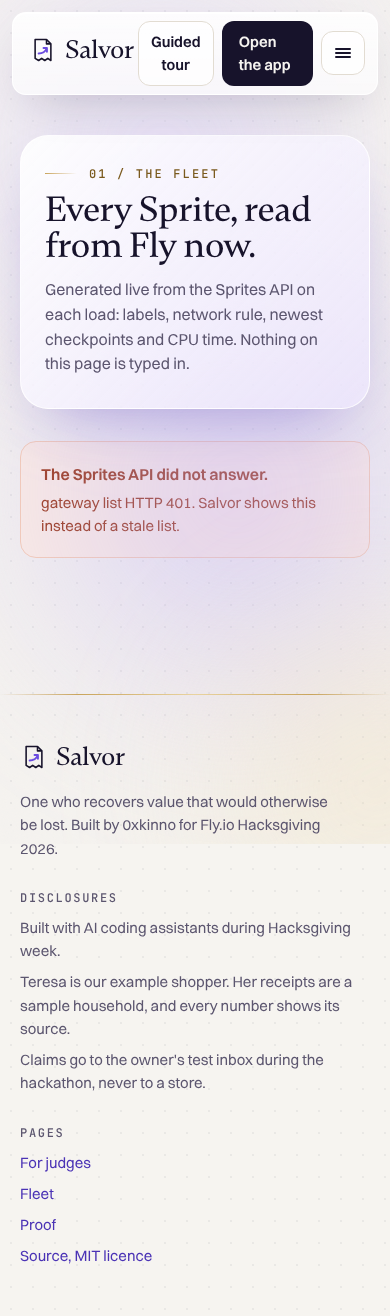 Salvor
Guided
tour
Open
the app
01 / THE FLEET
Every Sprite, read
from Fly now.
Generated live from the Sprites API on
each load: labels, network rule, newest
checkpoints and CPU time. Nothing on
this page is typed in.
The Sprites API did not answer.
gateway list HTTP 401. Salvor shows this
instead of a stale list.
Salvor
One who recovers value that would otherwise
be lost. Built by 0xkinno for Fly.io Hacksgiving
2026.
DISCLOSURES
Built with AI coding assistants during Hacksgiving
week.
Teresa is our example shopper. Her receipts are a
sample household, and every number shows its
source.
Claims go to the owner's test inbox during the
hackathon, never to a store.
PAGES
For judges
Fleet
Proof
Source, MIT licence